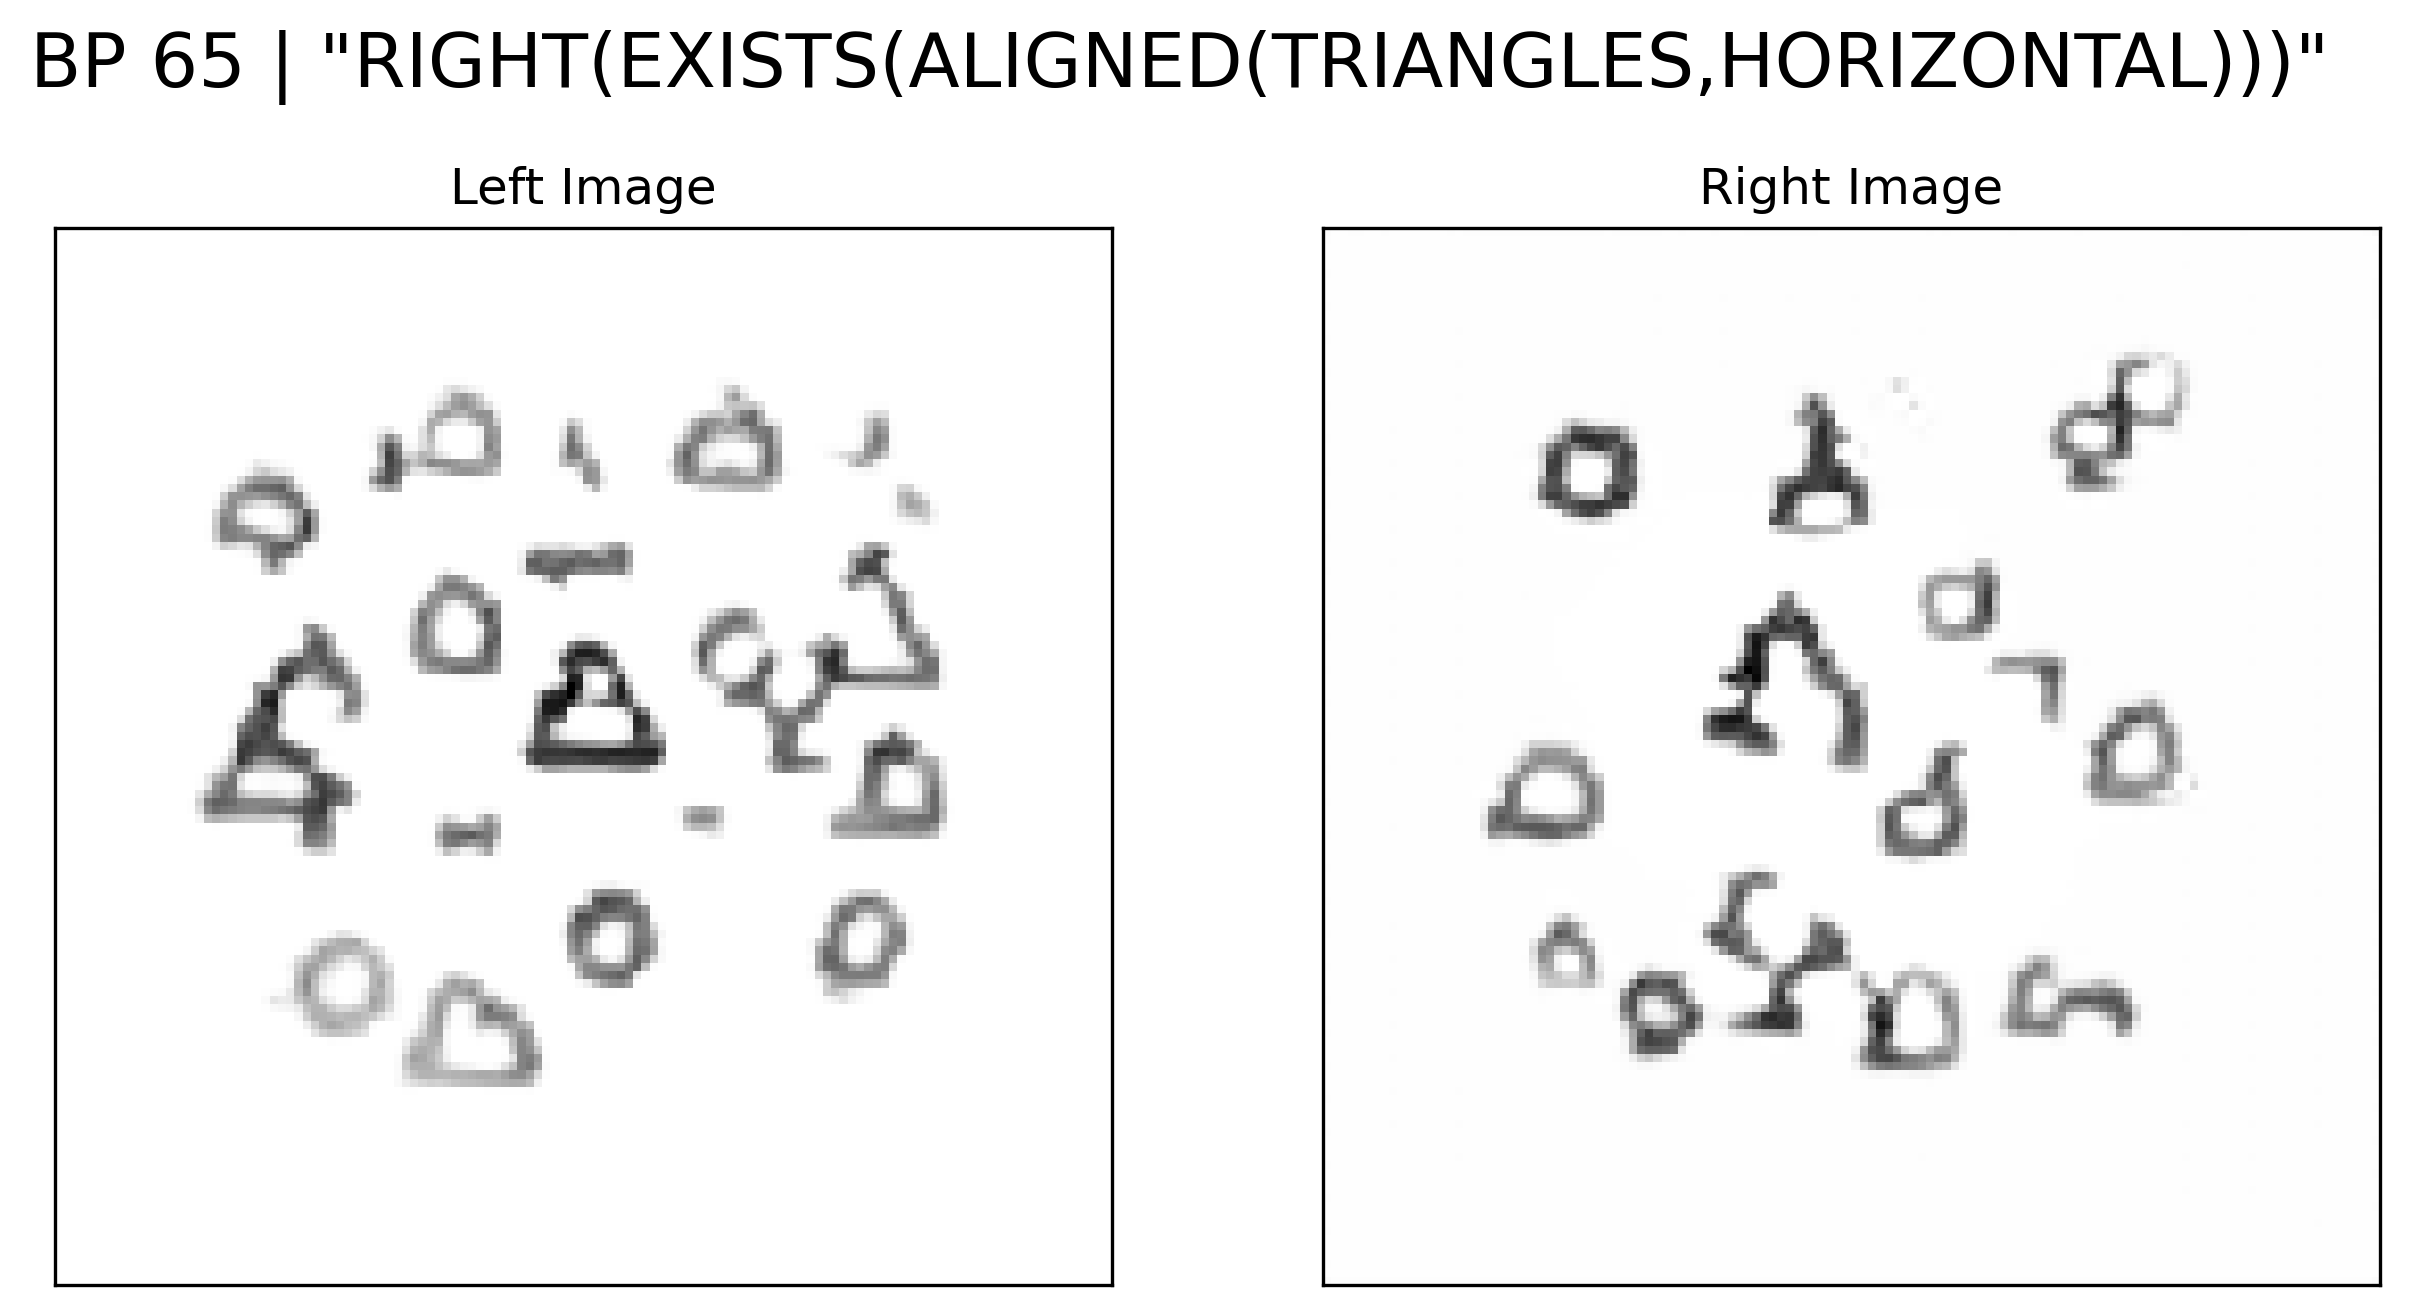 BP 65 | "RIGHT(EXISTS(ALIGNED(TRIANGLES,HORIZONTAL)))"
Left Image
Right Image